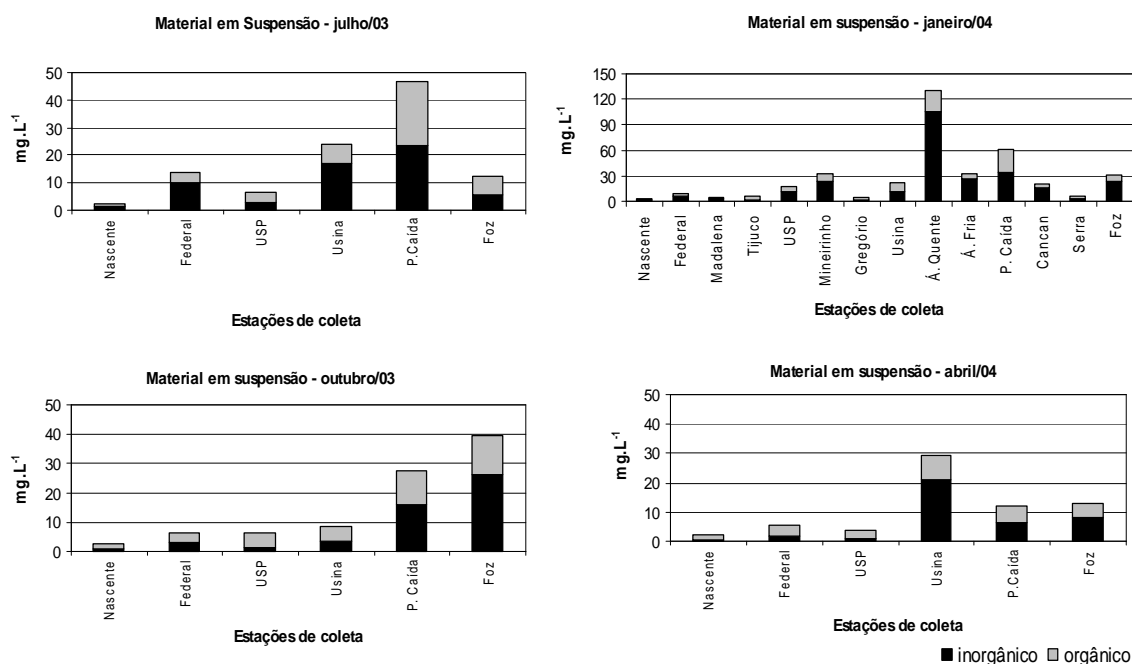 Material em Suspensão - julho/03
mg.L-1
50
40
30
20
10
0
Nascente
Federal
USP
Usina
P.Caída
Foz
Estações de coleta
Material em suspensão - janeiro/04
mg.L-1
150
120
90
60
30
0
Nascente
Federal
Madalena
Tijuco
USP
Mineirinho
Gregório
Usina
Á. Quente
Á. Fria
P. Caída
Cancan
Serra
Foz
Estações de coleta
Material em suspensão - outubro/03
mg.L-1
50
40
30
20
10
0
Nascente
Federal
USP
Usina
P. Caída
Foz
Estações de coleta
Material em suspensão - abril/04
mg.L-1
50
40
30
20
10
0
Nascente
Federal
USP
Usina
P.Caída
Foz
Estações de coleta
inorgânico orgânico